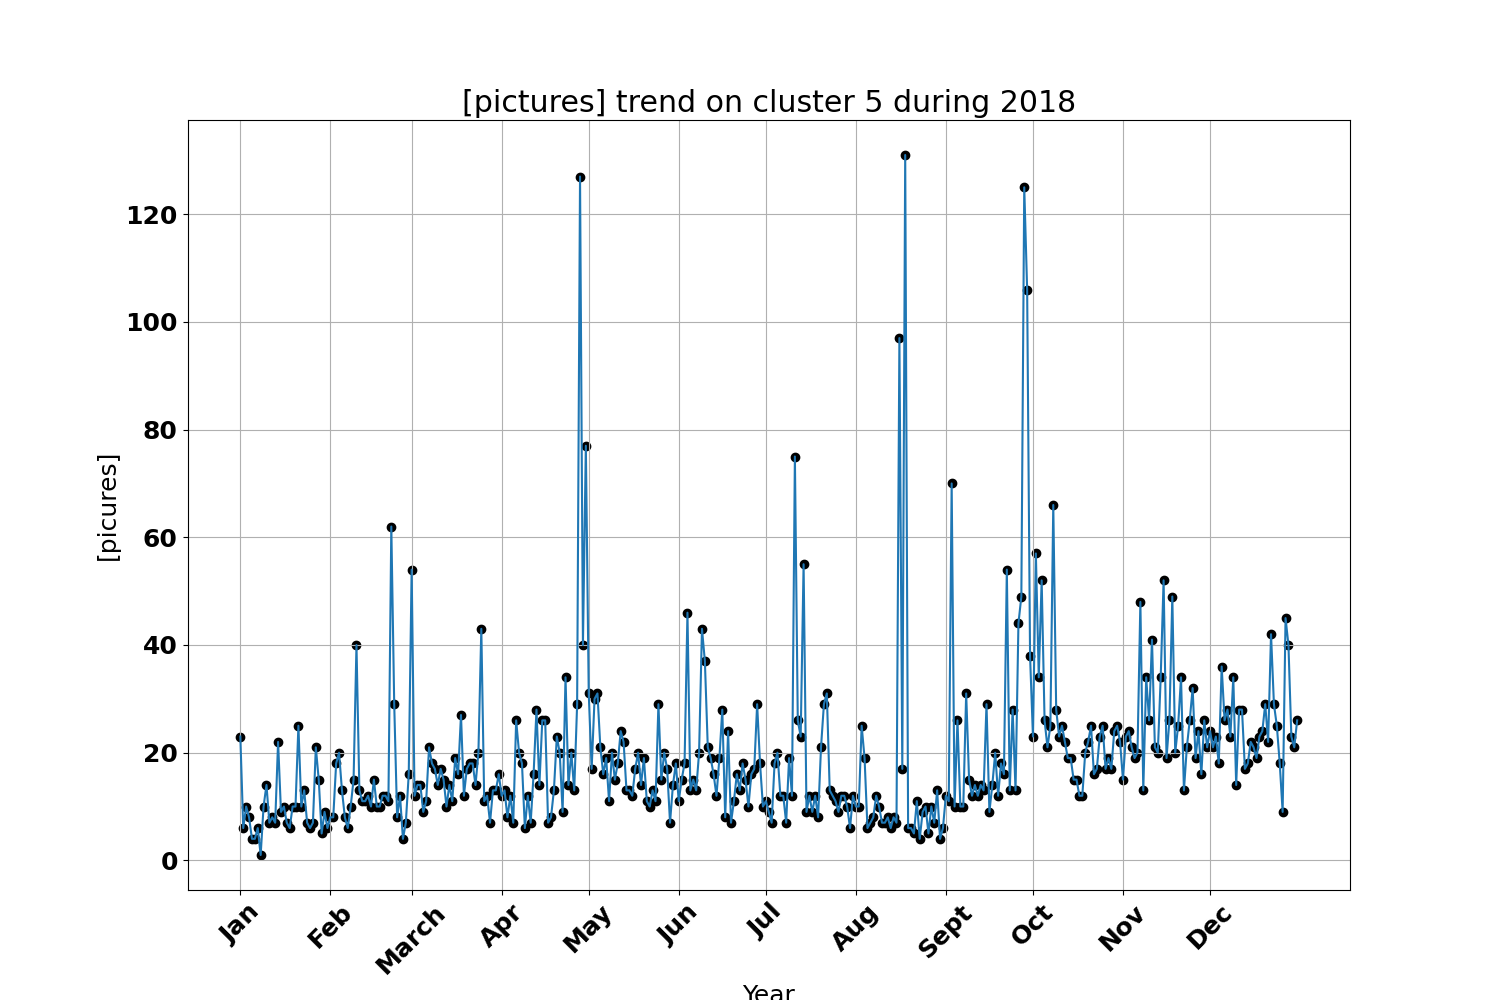 [pictures] trend on cluster 5 during 2018
120
100
80
60
40
20
0
[picures]
Jan
Feb
March
Apr
May
Jun
Jul
Aug
Sept
Oct
Nov
Dec
Year